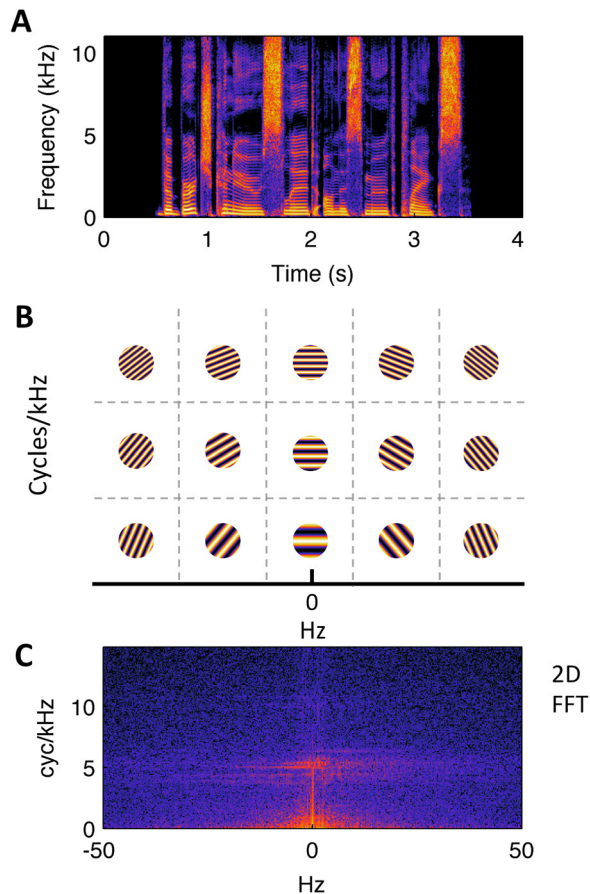 A
Frequency (kHz)
10
5
0
0 1 2 3 4
Time (s)
B
Cycles/kHz
0
Hz
C
cyc/kHz
10
5
0
-50 0 50
Hz
2D
FFT